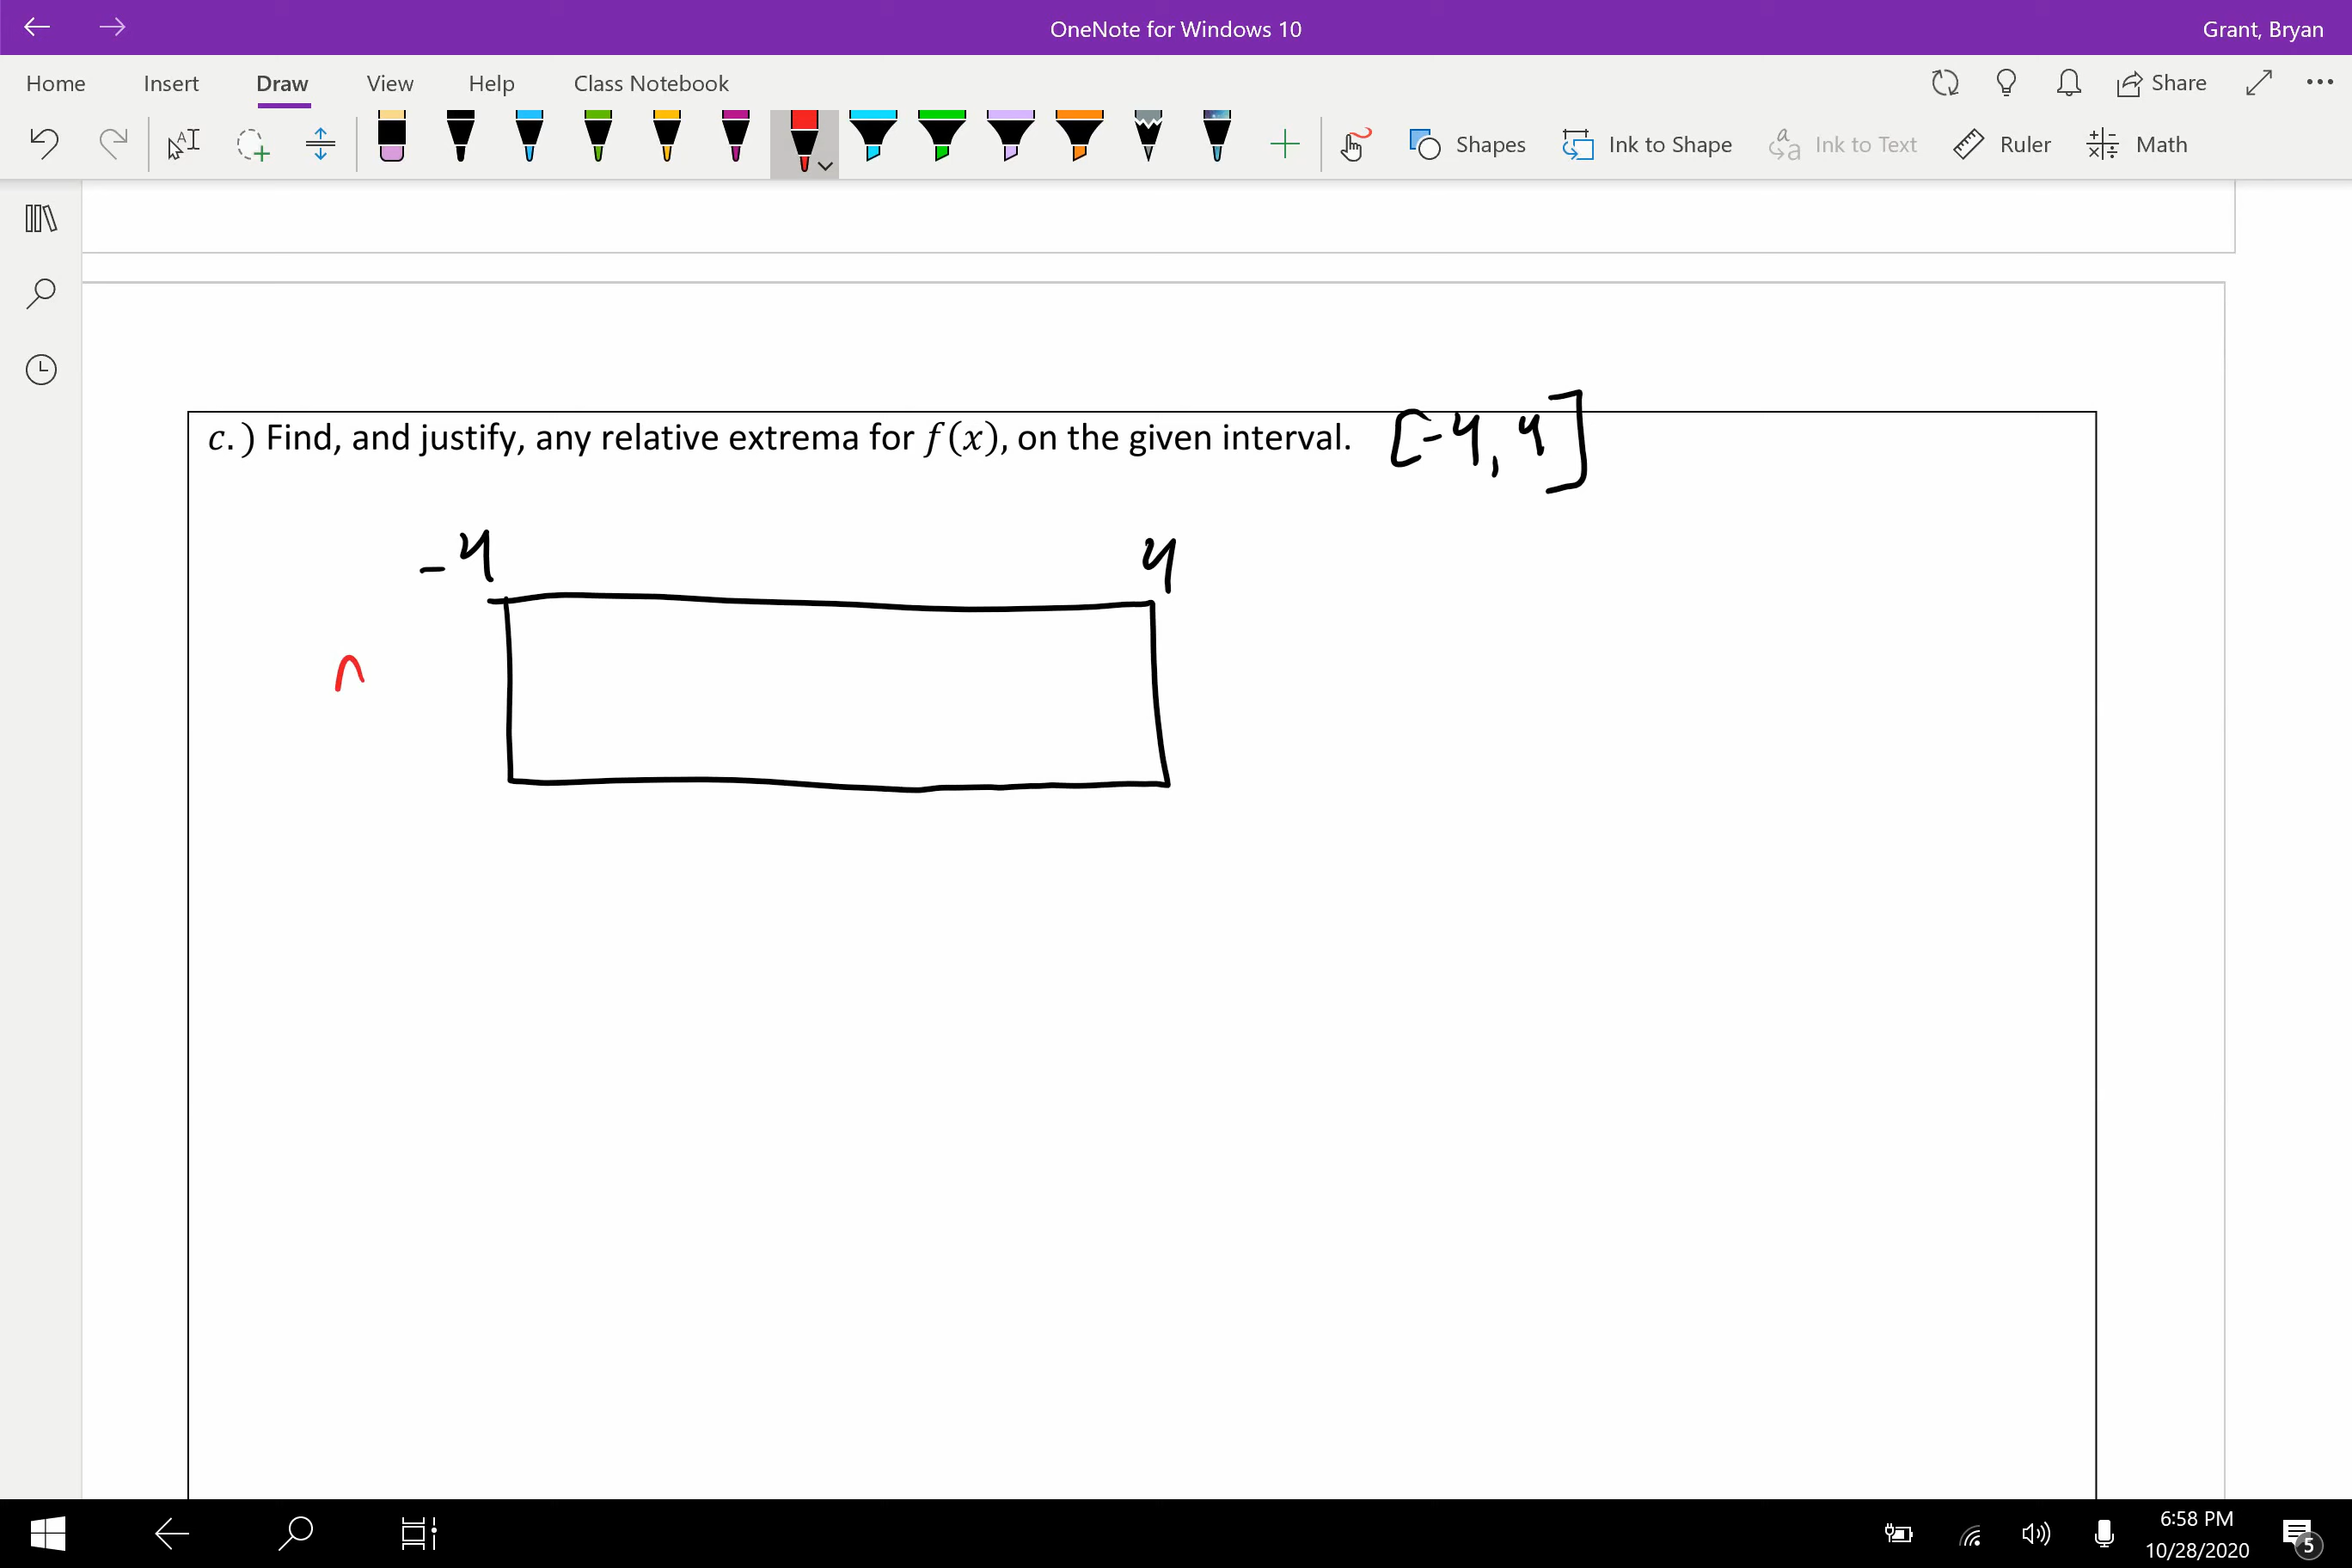 OneNote for Windows 10
Grant, Bryan
Home Insert Draw View Help Class Notebook
Share
Shapes Ink to Shape Ink to Text Ruler Math
c.) Find, and justify, any relative extrema for f(x), on the given interval. [-4, 4]
-4 4
6:58 PM
10/28/2020
5